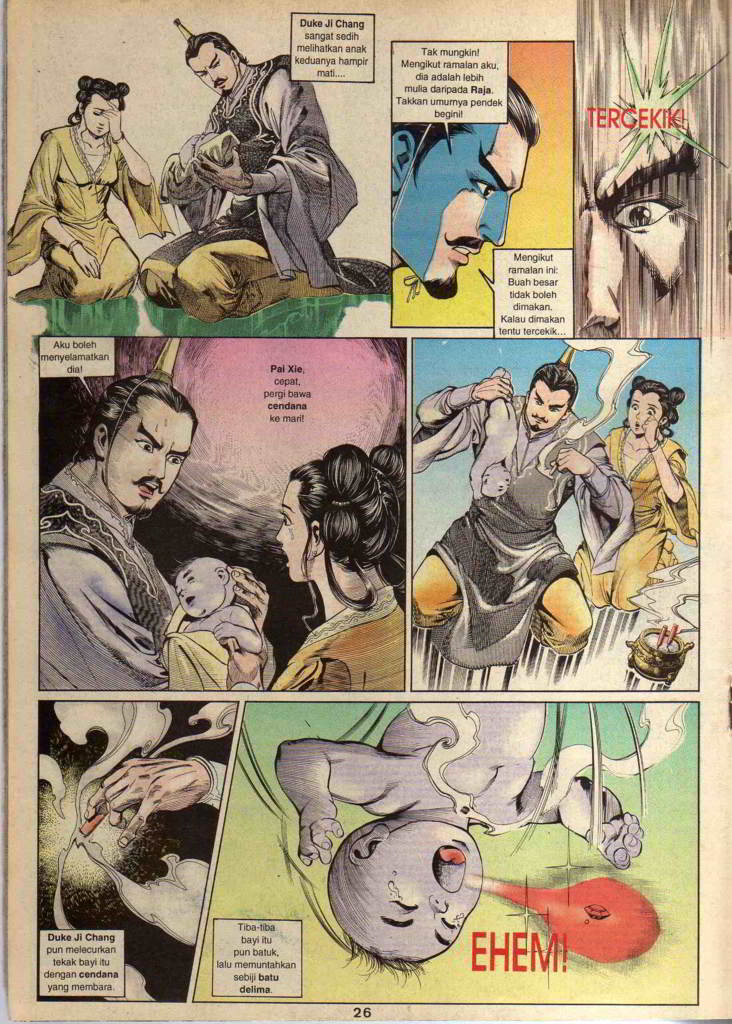 Duke Ji Chang
sangat sedih
melihatkan anak
keduanya hampir
mati....
Tak mungkin!
Mengikut ramalan aku,
dia adalah lebih
mulia daripada Raja.
Takkan umurnya pendek
begini!
TERCEKIK!
Mengikut
ramalan ini:
Buah besar
tidak boleh
dimakan.
Kalau dimakan
tentu tercekik...
Aku boleh
menyelamatkan
dia!
Pai Xie,
cepat,
pergi bawa
cendana
ke mari!
Duke Ji Chang
pun melecurkan
tekak bayi itu
dengan cendana
yang membara.
Tiba-tiba
bayi itu
pun batuk,
lalu memuntahkan
sebiji batu
delima.
EHEM!
26